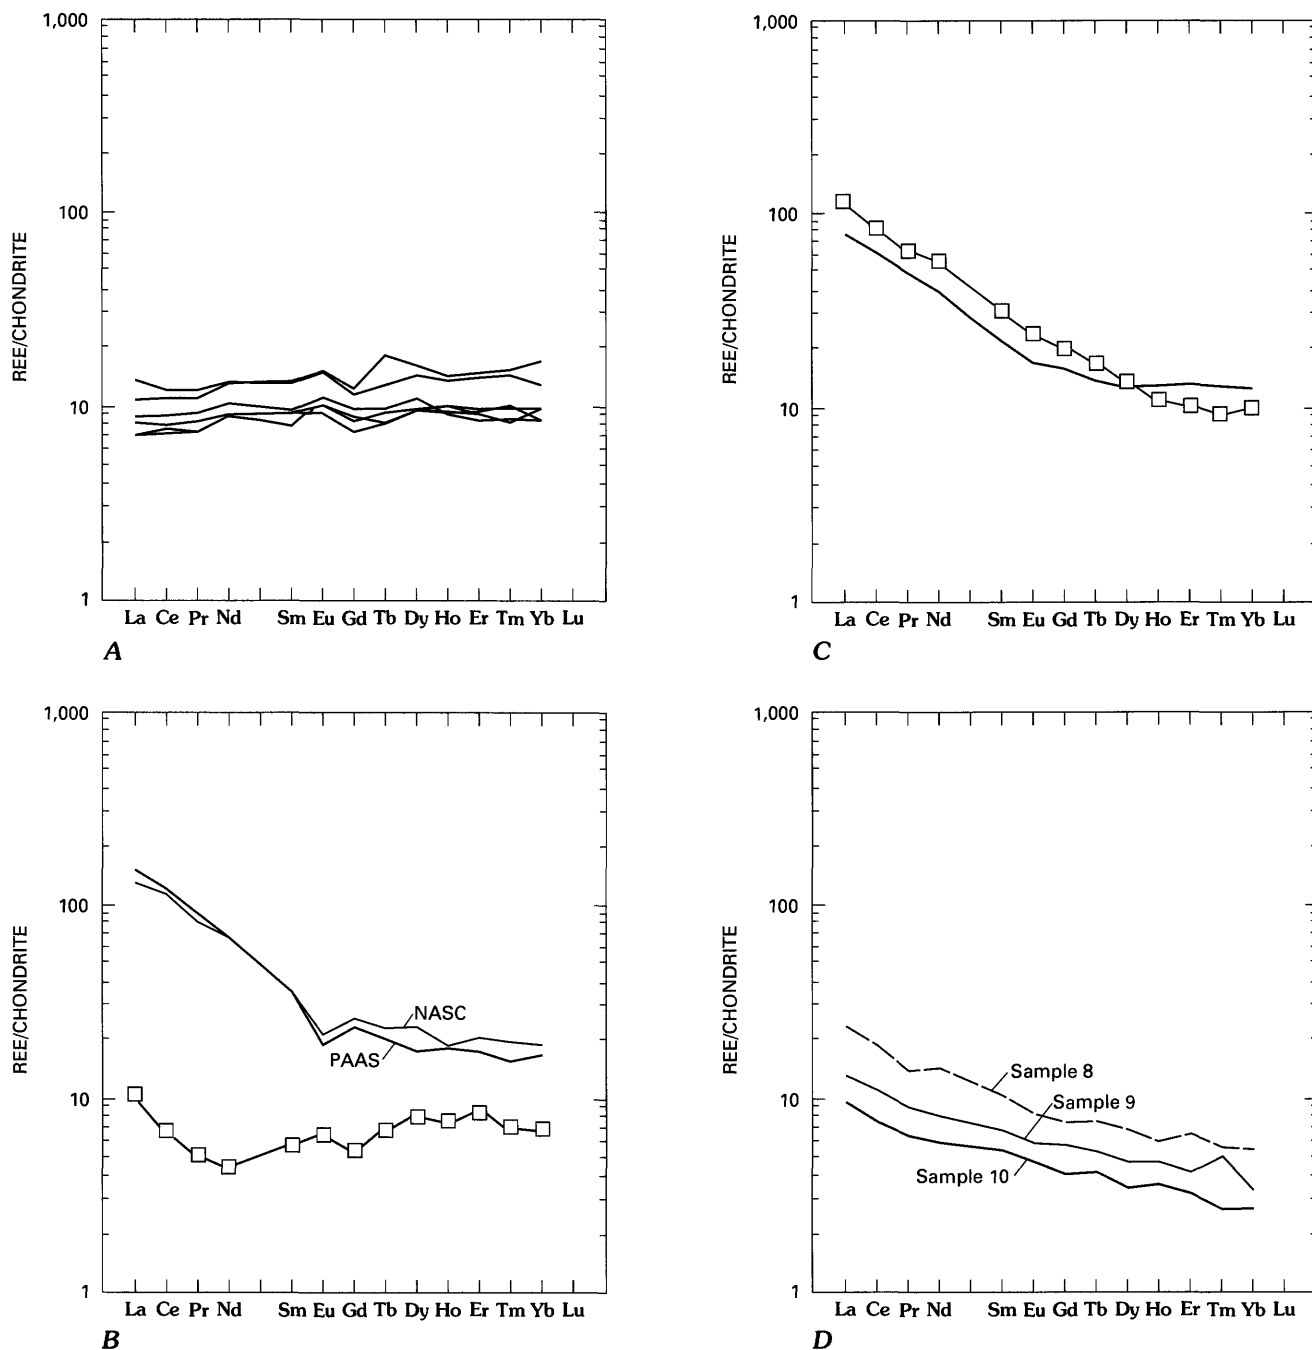 1,000
100
REE/CHONDRITE
10
1
La Ce Pr Nd Sm Eu Gd Tb Dy Ho Er Tm Yb Lu
A
1,000
100
REE/CHONDRITE
10
1
La Ce Pr Nd Sm Eu Gd Tb Dy Ho Er Tm Yb Lu
C
1,000
100
REE/CHONDRITE
NASC
PAAS
10
1
La Ce Pr Nd Sm Eu Gd Tb Dy Ho Er Tm Yb Lu
B
1,000
100
REE/CHONDRITE
Sample 8
10
Sample 9
Sample 10
1
La Ce Pr Nd Sm Eu Gd Tb Dy Ho Er Tm Yb Lu
D